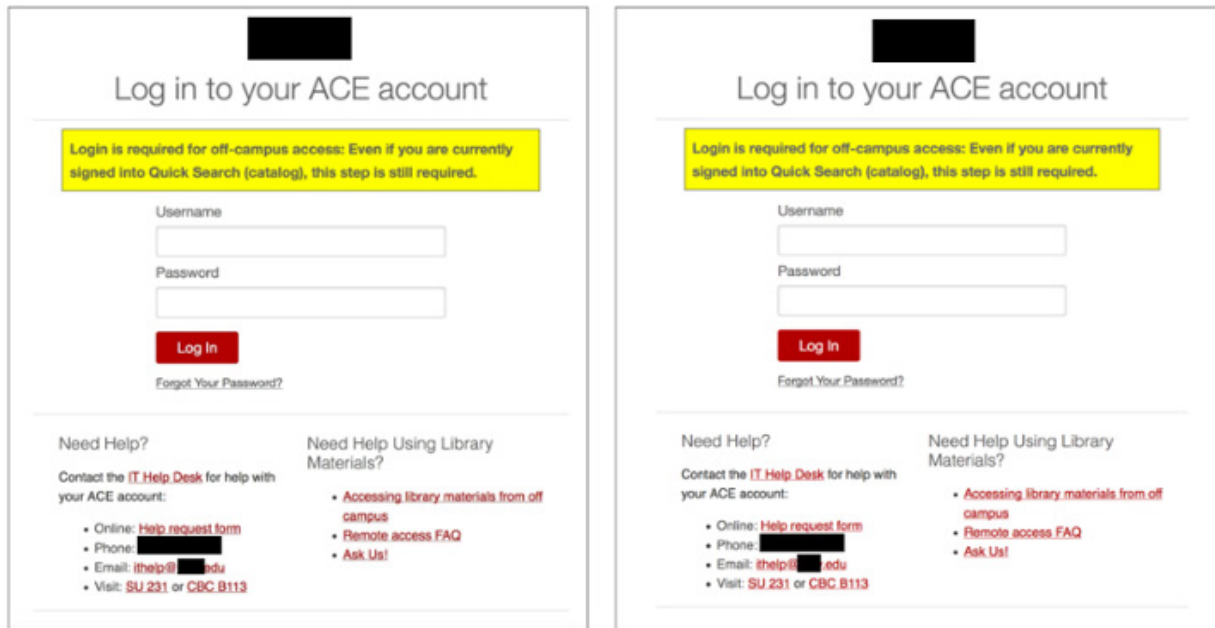 Log in to your ACE account
Login is required for off-campus access: Even if you are currently
signed into Quick Search (catalog), this step is still required.
Username
Password
Log In
Forgot Your Password?
Need Help?
Contact the IT Help Desk for help with
your ACE account:
• Online: Help request form
• Phone:
• Email: ithelp@ edu
• Visit: SU 231 or CBC B113
Need Help Using Library
Materials?
• Accessing library materials from off
campus
• Remote access FAQ
• Ask Us!
Log in to your ACE account
Login is required for off-campus access: Even if you are currently
signed into Quick Search (catalog), this step is still required.
Username
Password
Log In
Forgot Your Password?
Need Help?
Contact the IT Help Desk for help with
your ACE account:
• Online: Help request form
• Phone:
• Email: ithelp@ .edu
• Visit: SU 231 or CBC B113
Need Help Using Library
Materials?
• Accessing library materials from off
campus
• Remote access FAQ
• Ask Us!